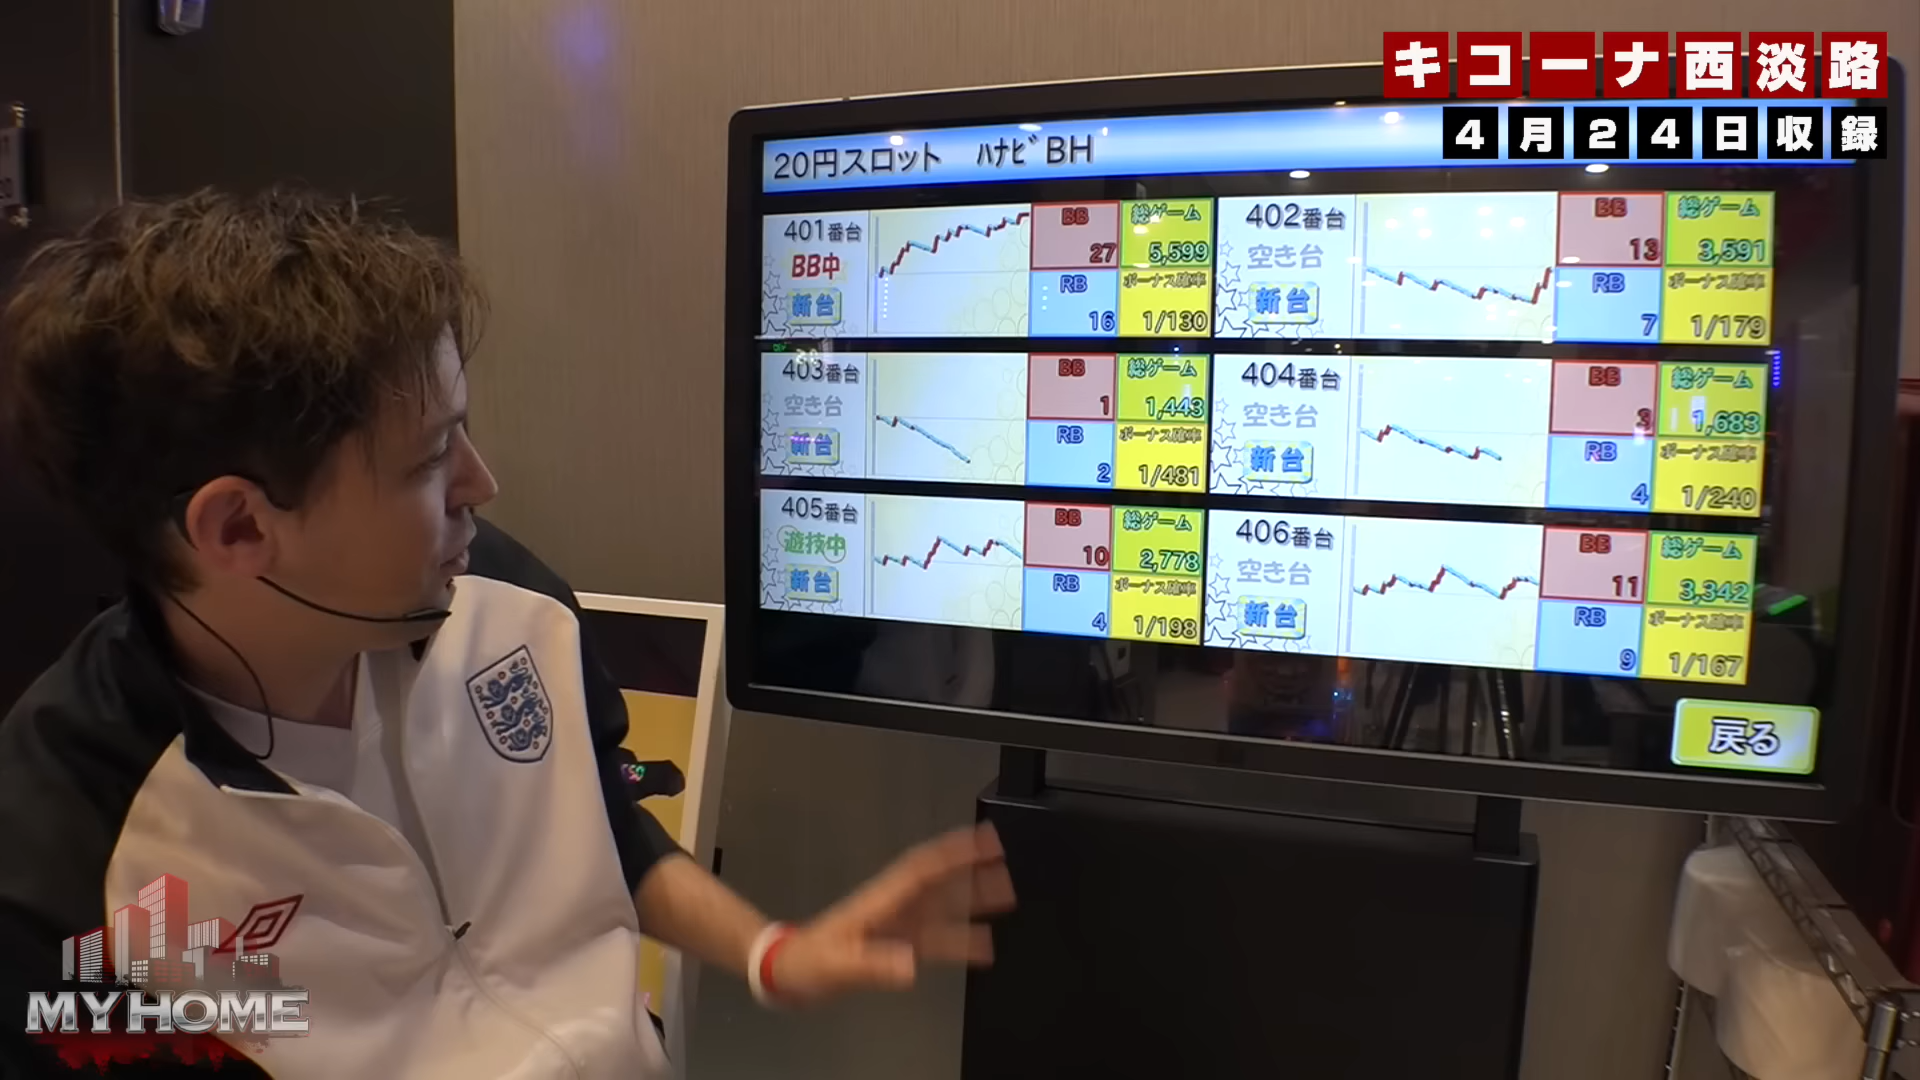 キコーナ西淡路
4月24日収録
20円スロット ﾊﾅﾋﾞBH
401番台
BB中
新台
BB
27
RB
16
総ゲーム
5,599
ボーナス確率
1/130
402番台
空き台
新台
BB
13
RB
7
総ゲーム
3,591
ボーナス確率
1/179
403番台
空き台
新台
BB
1
RB
2
総ゲーム
1,443
ボーナス確率
1/481
404番台
空き台
新台
BB
3
RB
4
総ゲーム
1,683
ボーナス確率
1/240
405番台
遊技中
新台
BB
10
RB
4
総ゲーム
2,778
ボーナス確率
1/198
406番台
空き台
新台
BB
11
RB
9
総ゲーム
3,342
ボーナス確率
1/167
戻る
MY HOME